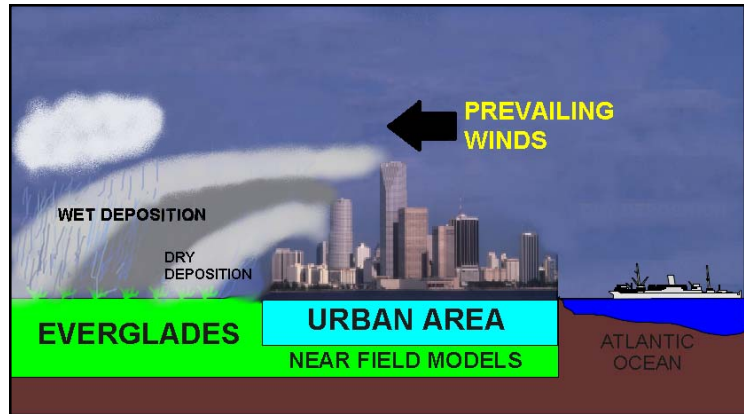 PREVAILING
WINDS
WET DEPOSITION
DRY
DEPOSITION
EVERGLADES
URBAN AREA
NEAR FIELD MODELS
ATLANTIC
OCEAN